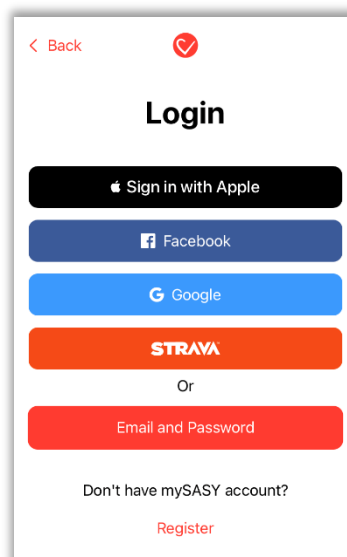 Back
Login
Sign in with Apple
Facebook
Google
STRAVA
Or
Email and Password
Don't have mySASY account?
Register